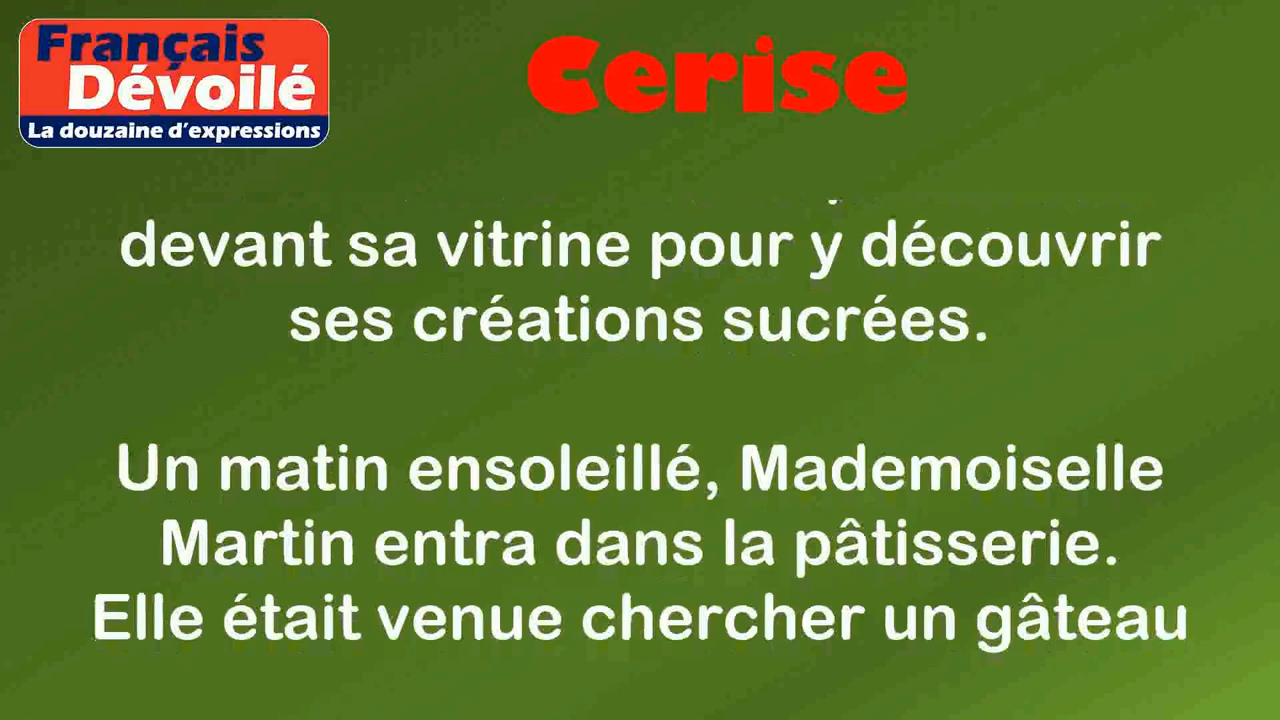 Français
Dévoilé
La douzaine d'expressions
Cerise
devant sa vitrine pour y découvrir
ses créations sucrées.
Un matin ensoleillé, Mademoiselle
Martin entra dans la pâtisserie.
Elle était venue chercher un gâteau